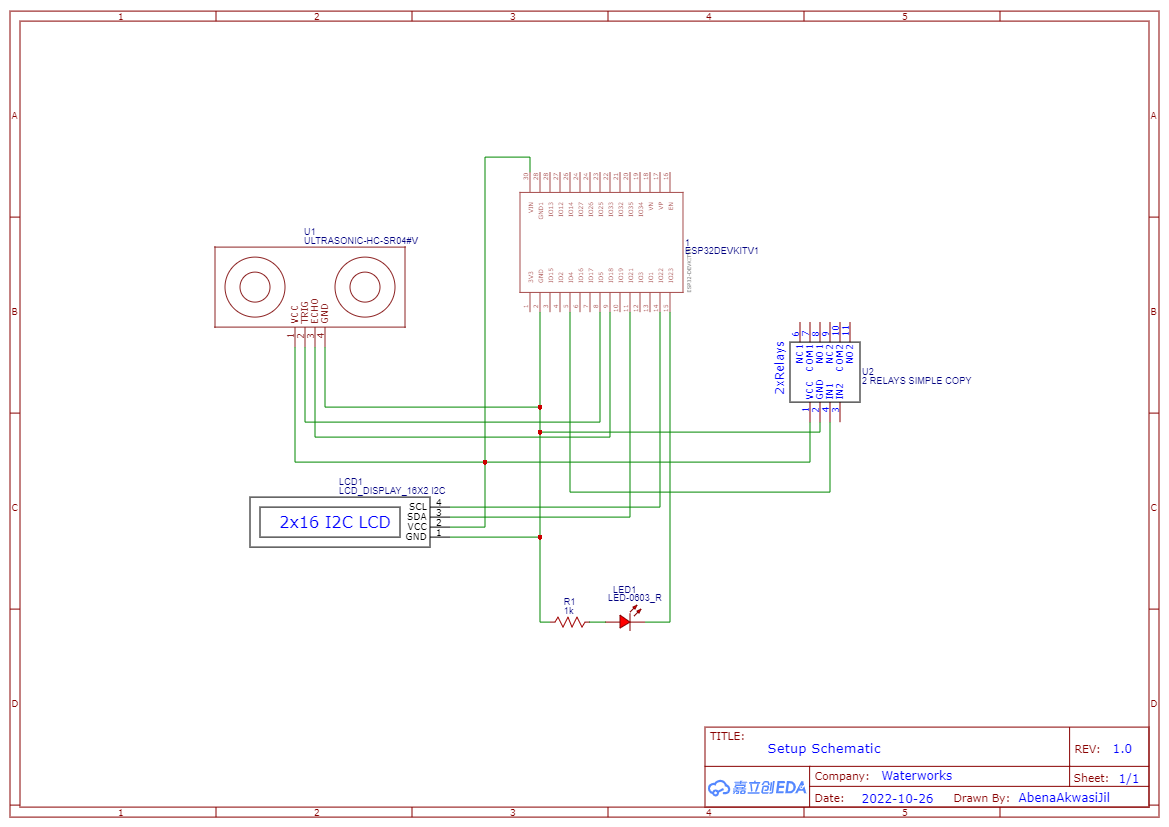 1 2 3 4 5
A A
B B
C C
D D
30 29 28 27 26 25 24 23 22 21 20 19 18 17 16
VIN GND1 IO13 IO12 IO14 IO27 IO26 IO25 IO33 IO32 IO35 IO34 VN VP EN
1
ESP32DEVKITV1
3V3 GND IO15 IO2 IO4 IO16 IO17 IO5 IO18 IO19 IO21 IO3 IO1 IO22 IO23
1 2 3 4 5 6 7 8 9 10 11 12 13 14 15
U1
ULTRASONIC-HC-SR04#V
VCC TRIG ECHO GND
1 2 3 4
2xRelays
6 7 8 9 10 11
NC1 COM1 NO1 NC2 COM2 NO2
VCC GND IN1 IN2
1 2 4 3
U2
2 RELAYS SIMPLE COPY
LCD1
LCD_DISPLAY_16X2 I2C
2x16 I2C LCD
SCL 4
SDA 3
VCC 2
GND 1
R1
1k
LED1
LED-0603_R
TITLE:
Setup Schematic
REV: 1.0
嘉立创EDA
Company: Waterworks
Sheet: 1/1
Date: 2022-10-26 Drawn By: AbenaAkwasiJil
1 2 3 4 5